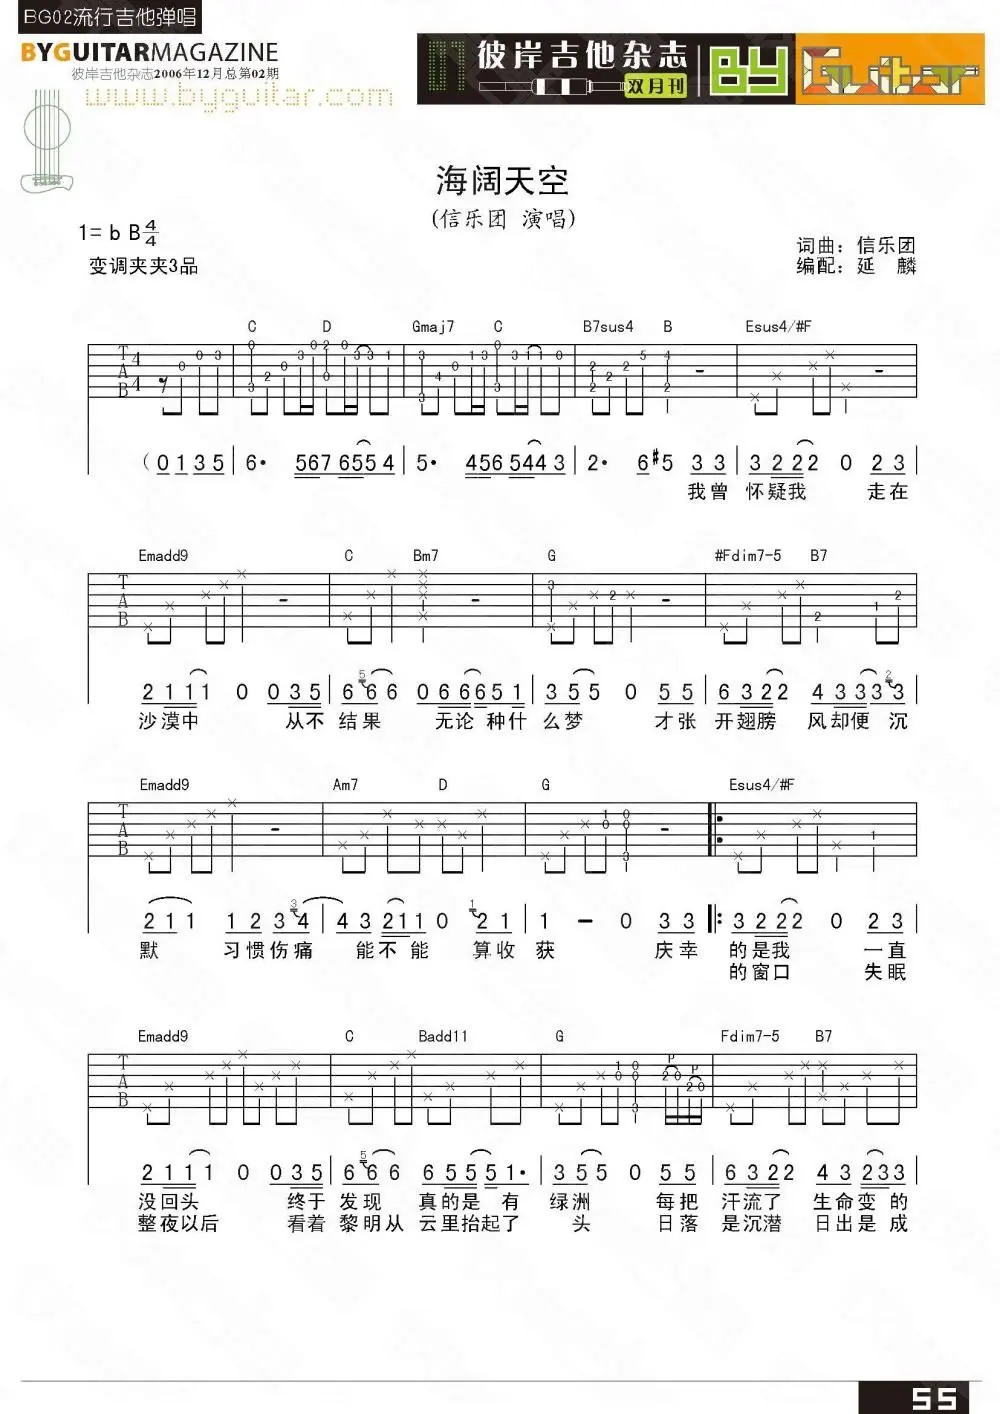 BG02流行吉他弹唱
BYGUITARMAGAZINE
彼岸吉他杂志2006年12月总第02期
www.byguitar.com
彼岸吉他杂志
双月刊
BY Guitar
海阔天空
(信乐团 演唱)
1= b B 4/4
变调夹夹3品
词曲: 信乐团
编配: 延 麟
C D Gmaj7 C B7sus4 B Esus4/#F
T A B 4 4
(0 1 3 5 6· 567 6554 5· 456 5443 2· 6 #5 3 3 3 2 2 2 0 2 3
我曾 怀疑我 走在
Emadd9 C Bm7 G #Fdim7-5 B7
T A B
2 1 1 1 0 0 3 5 6 6 6 0 6 6 6 5 1 3 5 5 0 5 5 6 3 2 2 4 3 3 3 3
沙漠中 从不 结果 无论 种什 么梦 才张 开翅膀 风却便 沉
Emadd9 Am7 D G Esus4/#F
T A B
2 1 1 1 2 3 4 4 3 2 1 1 0 2 1 1 - 0 3 3 3 2 2 2 0 2 3
默 习惯伤痛 能不能 算收获 庆幸 的是我 一直
的窗口 失眠
Emadd9 C Badd11 G Fdim7-5 B7
T A B
2 1 1 1 0 0 3 5 6 6 6 6 5 5 5 1· 3 5 5 0 5 5 6 3 2 2 4 3 2 3 3
没回头 终于 发现 真的是 有 绿洲 每把 汗流了 生命变的
整夜以后 看着 黎明从 云里抬起了 头 日落 是沉潜 日出是成
55